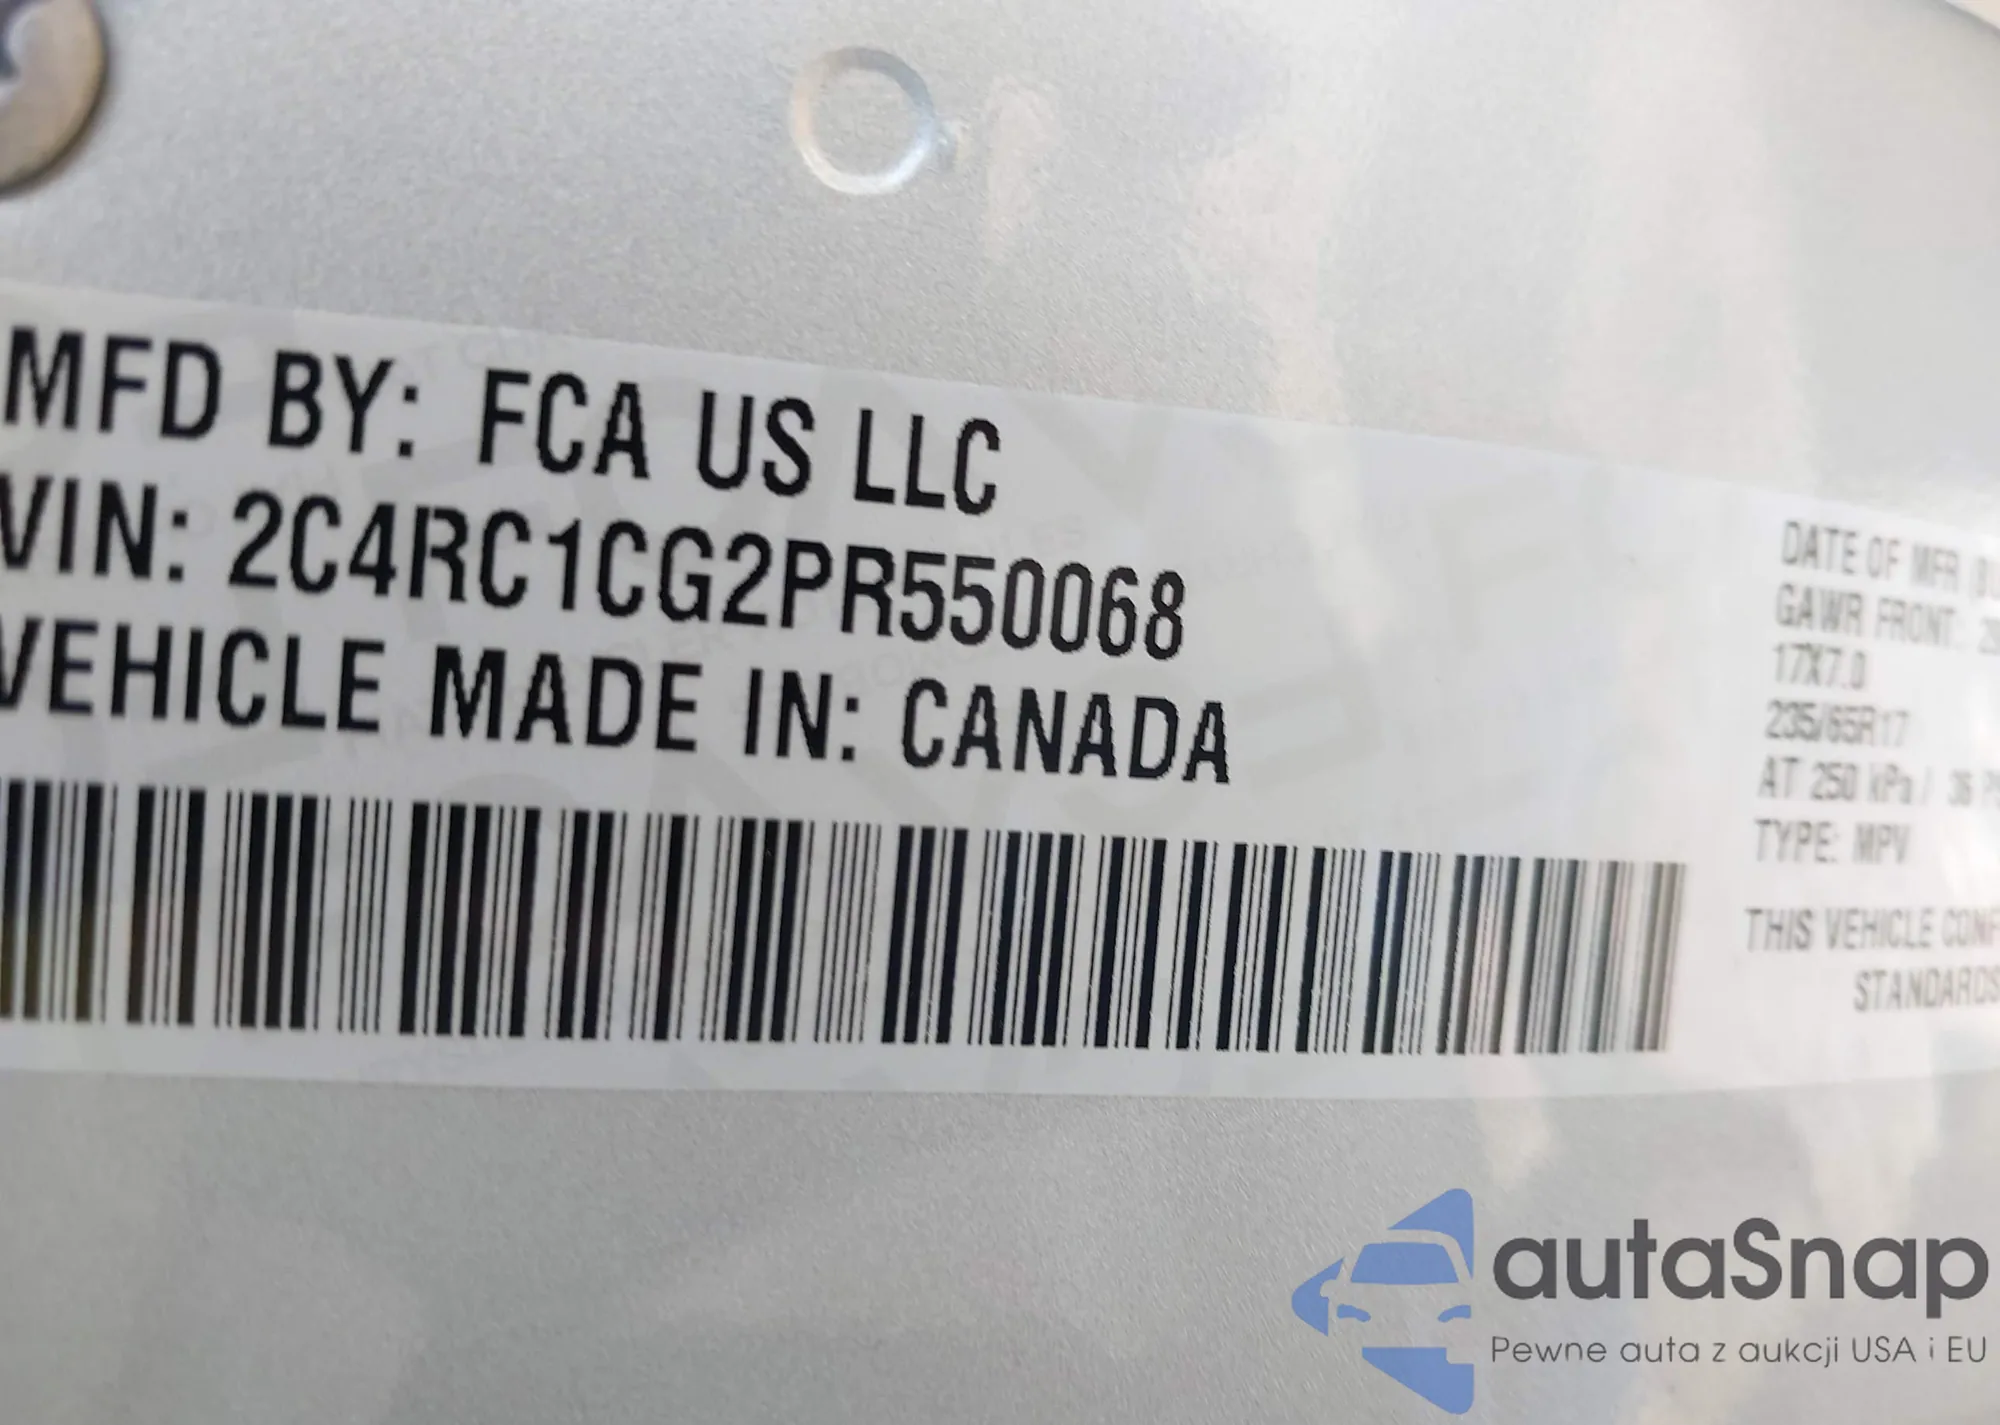 MFD BY: FCA US LLC
VIN: 2C4RC1CG2PR550068
VEHICLE MADE IN: CANADA
DATE OF MFR
GAWR FRONT:
17X7.0
235/65R17
AT 250 kPa / 36
TYPE: MPV
THIS VEHICLE
STANDARDS
autaSnap
Pewne auta z aukcji USA i EU